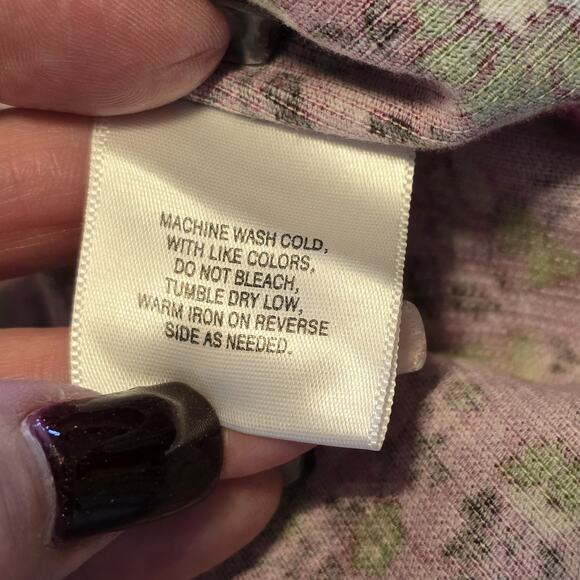 MACHINE WASH COLD,
WITH LIKE COLORS,
DO NOT BLEACH,
TUMBLE DRY LOW,
WARM IRON ON REVERSE
SIDE AS NEEDED.